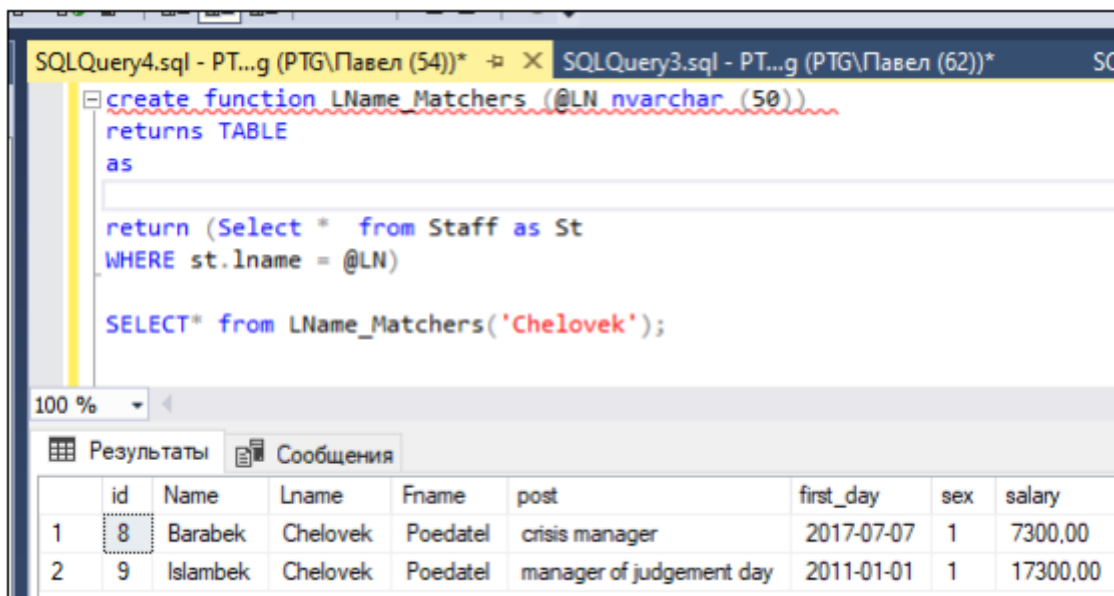 SQLQuery4.sql - PT...g (PTG\Павел (54))* SQLQuery3.sql - PT...g (PTG\Павел (62))*
create function LName_Matchers (@LN nvarchar (50))
returns TABLE
as
return (Select * from Staff as St
WHERE st.lname = @LN)
SELECT* from LName_Matchers('Chelovek');
100 %
Результаты Сообщения
id Name Lname Fname post first_day sex salary
1 8 Barabek Chelovek Poedatel crisis manager 2017-07-07 1 7300,00
2 9 Islambek Chelovek Poedatel manager of judgement day 2011-01-01 1 17300,00